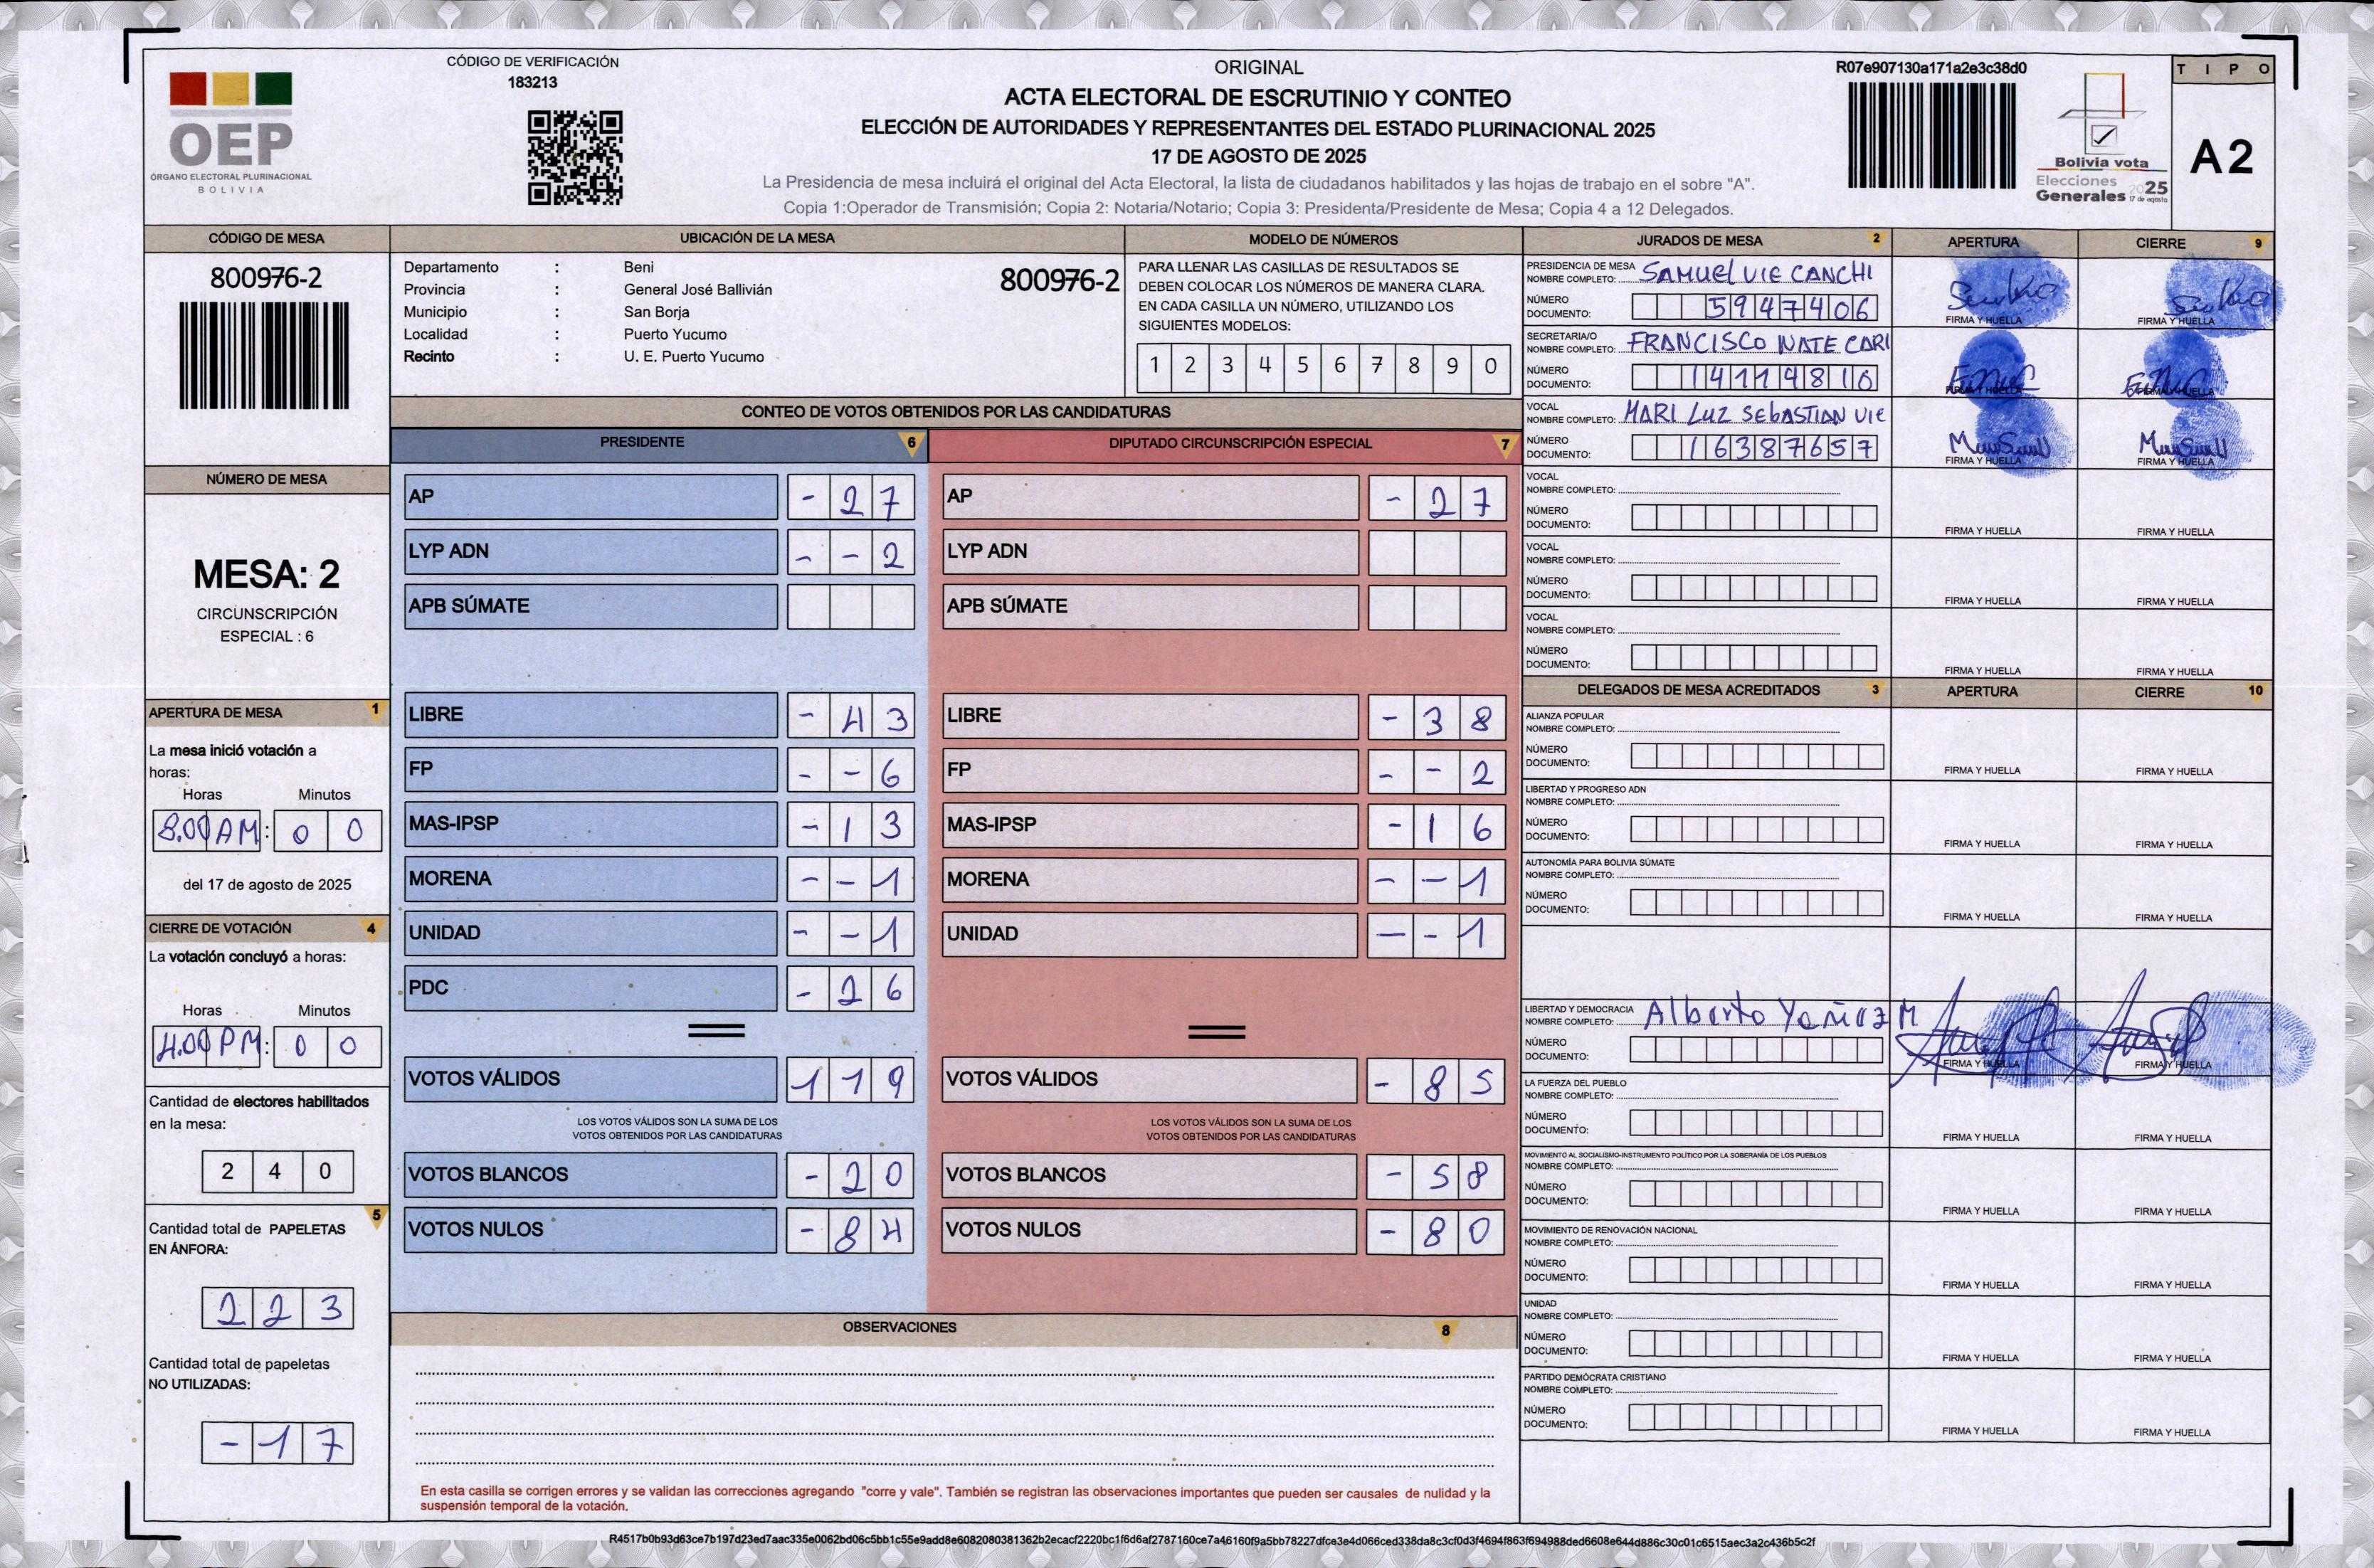 CÓDIGO DE VERIFICACIÓN
183213
OEP
ÓRGANO ELECTORAL PLURINACIONAL
BOLIVIA
ORIGINAL
ACTA ELECTORAL DE ESCRUTINIO Y CONTEO
ELECCIÓN DE AUTORIDADES Y REPRESENTANTES DEL ESTADO PLURINACIONAL 2025
17 DE AGOSTO DE 2025
La Presidencia de mesa incluirá el original del Acta Electoral, la lista de ciudadanos habilitados y las hojas de trabajo en el sobre "A".
Copia 1:Operador de Transmisión; Copia 2: Notaria/Notario; Copia 3: Presidenta/Presidente de Mesa; Copia 4 a 12 Delegados.
R07e907130a171a2e3c38d0
Bolivia vota
Elecciones
Generales 2025
17 de agosto
TIPO
A2
CÓDIGO DE MESA
800976-2
UBICACIÓN DE LA MESA
Departamento : Beni
Provincia : General José Ballivián
Municipio : San Borja
Localidad : Puerto Yucumo
Recinto : U. E. Puerto Yucumo
800976-2
MODELO DE NÚMEROS
PARA LLENAR LAS CASILLAS DE RESULTADOS SE
DEBEN COLOCAR LOS NÚMEROS DE MANERA CLARA.
EN CADA CASILLA UN NÚMERO, UTILIZANDO LOS
SIGUIENTES MODELOS:
1 2 3 4 5 6 7 8 9 0
NÚMERO DE MESA
MESA: 2
CIRCUNSCRIPCIÓN
ESPECIAL : 6
APERTURA DE MESA 1
La mesa inició votación a
horas:
Horas Minutos
8.00 AM : 0 0
del 17 de agosto de 2025
CIERRE DE VOTACIÓN 4
La votación concluyó a horas:
Horas Minutos
4.00 PM : 0 0
Cantidad de electores habilitados
en la mesa:
2 4 0
5
Cantidad total de PAPELETAS
EN ÁNFORA:
2 2 3
Cantidad total de papeletas
NO UTILIZADAS:
- 1 7
CONTEO DE VOTOS OBTENIDOS POR LAS CANDIDATURAS
PRESIDENTE 6
AP - 2 7
LYP ADN - - 2
APB SÚMATE
LIBRE - 4 3
FP - - 6
MAS-IPSP - 1 3
MORENA - - 1
UNIDAD - - 1
PDC - 2 6
VOTOS VÁLIDOS 1 1 9
LOS VOTOS VÁLIDOS SON LA SUMA DE LOS
VOTOS OBTENIDOS POR LAS CANDIDATURAS
VOTOS BLANCOS - 2 0
VOTOS NULOS - 8 4
DIPUTADO CIRCUNSCRIPCIÓN ESPECIAL 7
AP - 2 7
LYP ADN
APB SÚMATE
LIBRE - 3 8
FP - - 2
MAS-IPSP - 1 6
MORENA - - 1
UNIDAD - - 1
VOTOS VÁLIDOS - 8 5
LOS VOTOS VÁLIDOS SON LA SUMA DE LOS
VOTOS OBTENIDOS POR LAS CANDIDATURAS
VOTOS BLANCOS - 5 8
VOTOS NULOS - 8 0
OBSERVACIONES 8
En esta casilla se corrigen errores y se validan las correcciones agregando "corre y vale". También se registran las observaciones importantes que pueden ser causales de nulidad y la
suspensión temporal de la votación.
JURADOS DE MESA 2 APERTURA CIERRE 9
PRESIDENCIA DE MESA
NOMBRE COMPLETO: SAMUEL VIE CANCHI
NÚMERO
DOCUMENTO: 5947406
FIRMA Y HUELLA FIRMA Y HUELLA
SECRETARIA/O
NOMBRE COMPLETO: FRANCISCO NATE CARI
NÚMERO
DOCUMENTO:
FIRMA Y HUELLA FIRMA Y HUELLA
VOCAL
NOMBRE COMPLETO: MARI LUZ SEBASTIAN VIE
NÚMERO
DOCUMENTO: 16387657
FIRMA Y HUELLA FIRMA Y HUELLA
VOCAL
NOMBRE COMPLETO:
NÚMERO
DOCUMENTO:
FIRMA Y HUELLA FIRMA Y HUELLA
VOCAL
NOMBRE COMPLETO:
NÚMERO
DOCUMENTO:
FIRMA Y HUELLA FIRMA Y HUELLA
VOCAL
NOMBRE COMPLETO:
NÚMERO
DOCUMENTO:
FIRMA Y HUELLA FIRMA Y HUELLA
DELEGADOS DE MESA ACREDITADOS 3 APERTURA CIERRE 10
ALIANZA POPULAR
NOMBRE COMPLETO:
NÚMERO
DOCUMENTO:
FIRMA Y HUELLA FIRMA Y HUELLA
LIBERTAD Y PROGRESO ADN
NOMBRE COMPLETO:
NÚMERO
DOCUMENTO:
FIRMA Y HUELLA FIRMA Y HUELLA
AUTONOMÍA PARA BOLIVIA SÚMATE
NOMBRE COMPLETO:
NÚMERO
DOCUMENTO:
FIRMA Y HUELLA FIRMA Y HUELLA
LIBERTAD Y DEMOCRACIA
NOMBRE COMPLETO: Alberto Yañez M
NÚMERO
DOCUMENTO:
FIRMA Y HUELLA FIRMA Y HUELLA
LA FUERZA DEL PUEBLO
NOMBRE COMPLETO:
NÚMERO
DOCUMENTO:
FIRMA Y HUELLA FIRMA Y HUELLA
MOVIMIENTO AL SOCIALISMO-INSTRUMENTO POLÍTICO POR LA SOBERANÍA DE LOS PUEBLOS
NOMBRE COMPLETO:
NÚMERO
DOCUMENTO:
FIRMA Y HUELLA FIRMA Y HUELLA
MOVIMIENTO DE RENOVACIÓN NACIONAL
NOMBRE COMPLETO:
NÚMERO
DOCUMENTO:
FIRMA Y HUELLA FIRMA Y HUELLA
UNIDAD
NOMBRE COMPLETO:
NÚMERO
DOCUMENTO:
FIRMA Y HUELLA FIRMA Y HUELLA
PARTIDO DEMÓCRATA CRISTIANO
NOMBRE COMPLETO:
NÚMERO
DOCUMENTO:
FIRMA Y HUELLA FIRMA Y HUELLA